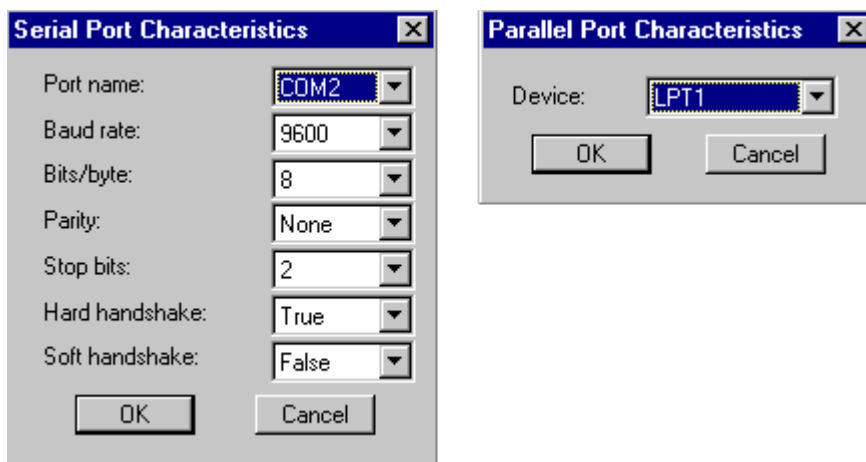 Serial Port Characteristics
Port name: COM2
Baud rate: 9600
Bits/byte: 8
Parity: None
Stop bits: 2
Hard handshake: True
Soft handshake: False
OK Cancel
Parallel Port Characteristics
Device: LPT1
OK Cancel